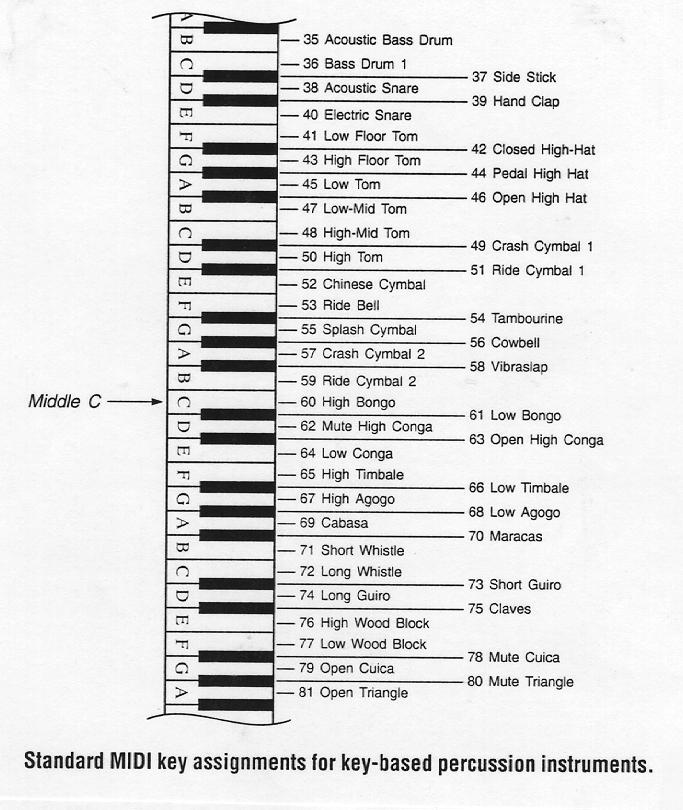 A
B 35 Acoustic Bass Drum
C 36 Bass Drum 1
37 Side Stick
D 38 Acoustic Snare
39 Hand Clap
E 40 Electric Snare
F 41 Low Floor Tom
42 Closed High-Hat
G 43 High Floor Tom
44 Pedal High Hat
A 45 Low Tom
46 Open High Hat
B 47 Low-Mid Tom
C 48 High-Mid Tom
49 Crash Cymbal 1
D 50 High Tom
51 Ride Cymbal 1
E 52 Chinese Cymbal
F 53 Ride Bell
54 Tambourine
G 55 Splash Cymbal
56 Cowbell
A 57 Crash Cymbal 2
58 Vibraslap
B 59 Ride Cymbal 2
Middle C C 60 High Bongo
61 Low Bongo
D 62 Mute High Conga
63 Open High Conga
E 64 Low Conga
F 65 High Timbale
66 Low Timbale
G 67 High Agogo
68 Low Agogo
A 69 Cabasa
70 Maracas
B 71 Short Whistle
C 72 Long Whistle
73 Short Guiro
D 74 Long Guiro
75 Claves
E 76 High Wood Block
F 77 Low Wood Block
78 Mute Cuica
G 79 Open Cuica
80 Mute Triangle
A 81 Open Triangle
Standard MIDI key assignments for key-based percussion instruments.